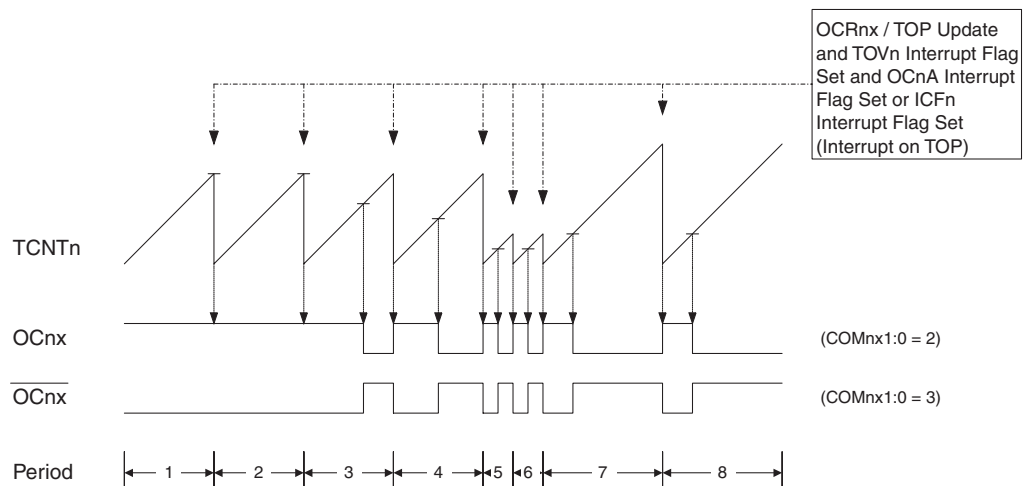 OCRnx / TOP Update
and TOVn Interrupt Flag
Set and OCnA Interrupt
Flag Set or ICFn
Interrupt Flag Set
(Interrupt on TOP)
TCNTn
OCnx
(COMnx1:0 = 2)
OCnx
(COMnx1:0 = 3)
Period
1
2
3
4
5
6
7
8